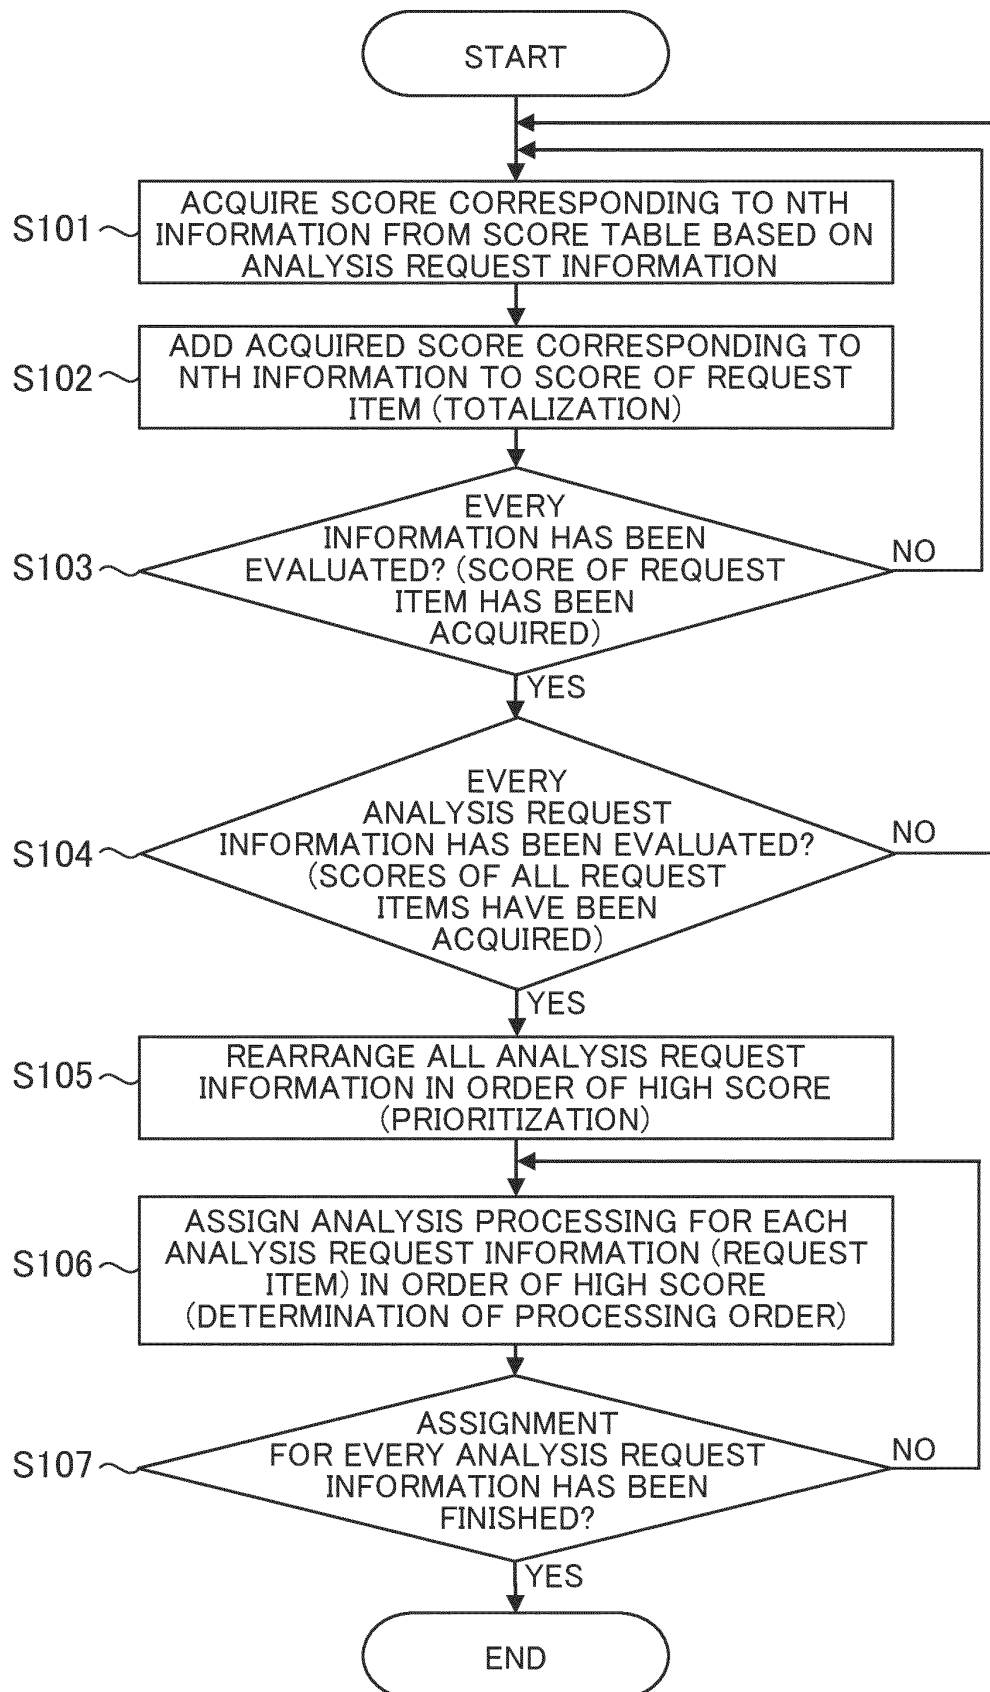 START
S101
ACQUIRE SCORE CORRESPONDING TO NTH
INFORMATION FROM SCORE TABLE BASED ON
ANALYSIS REQUEST INFORMATION
S102
ADD ACQUIRED SCORE CORRESPONDING TO
NTH INFORMATION TO SCORE OF REQUEST
ITEM (TOTALIZATION)
S103
EVERY
INFORMATION HAS BEEN
EVALUATED? (SCORE OF REQUEST
ITEM HAS BEEN
ACQUIRED)
NO
YES
S104
EVERY
ANALYSIS REQUEST
INFORMATION HAS BEEN EVALUATED?
(SCORES OF ALL REQUEST
ITEMS HAVE BEEN
ACQUIRED)
NO
YES
S105
REARRANGE ALL ANALYSIS REQUEST
INFORMATION IN ORDER OF HIGH SCORE
(PRIORITIZATION)
S106
ASSIGN ANALYSIS PROCESSING FOR EACH
ANALYSIS REQUEST INFORMATION (REQUEST
ITEM) IN ORDER OF HIGH SCORE
(DETERMINATION OF PROCESSING ORDER)
S107
ASSIGNMENT
FOR EVERY ANALYSIS REQUEST
INFORMATION HAS BEEN
FINISHED?
NO
YES
END